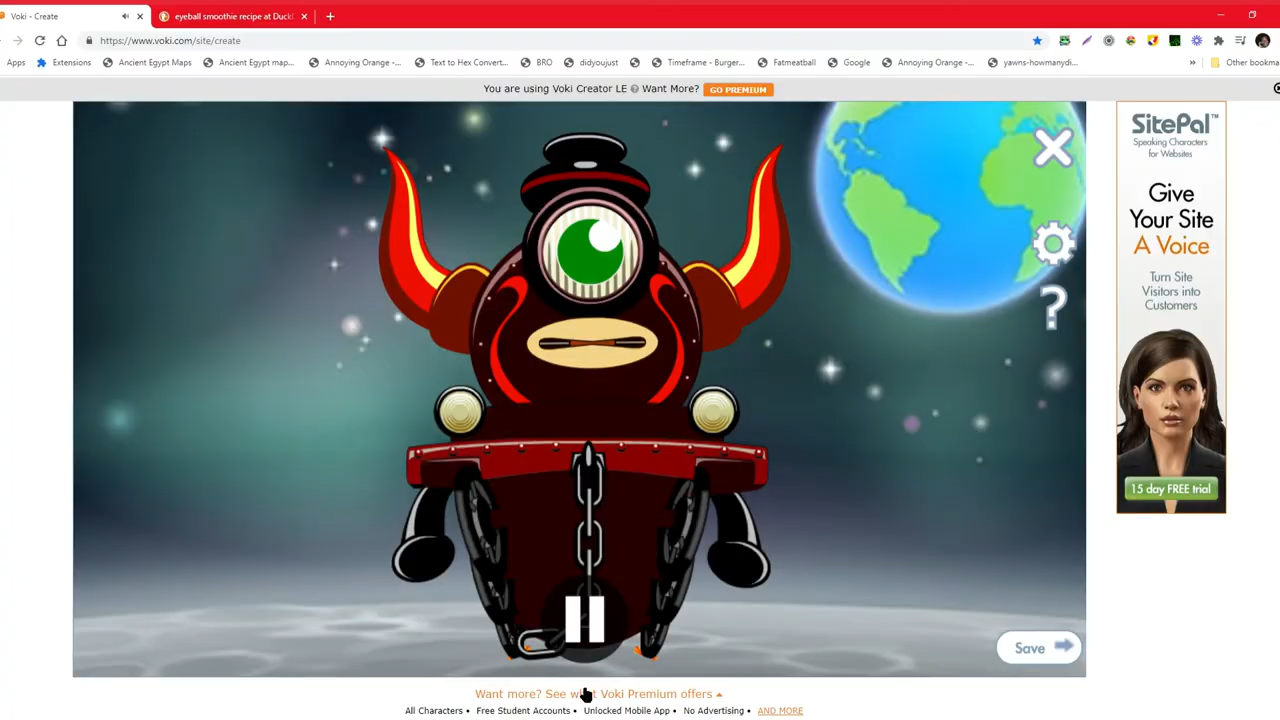 Voki - Create
eyeball smoothie recipe at Duckl
https://www.voki.com/site/create
Apps
Extensions
Ancient Egypt Maps
Ancient Egypt map...
Annoying Orange -...
Text to Hex Convert...
BRO
didyoujust
Timeframe - Burger...
Fatmeatball
Google
Annoying Orange -...
yawns-howmanydi...
»
Other bookma
You are using Voki Creator LE ? Want More? GO PREMIUM
?
Save
SitePal™
Speaking Characters
for Websites
Give
Your Site
A Voice
Turn Site
Visitors into
Customers
15 day FREE trial
Want more? See what Voki Premium offers
All Characters • Free Student Accounts • Unlocked Mobile App • No Advertising • AND MORE